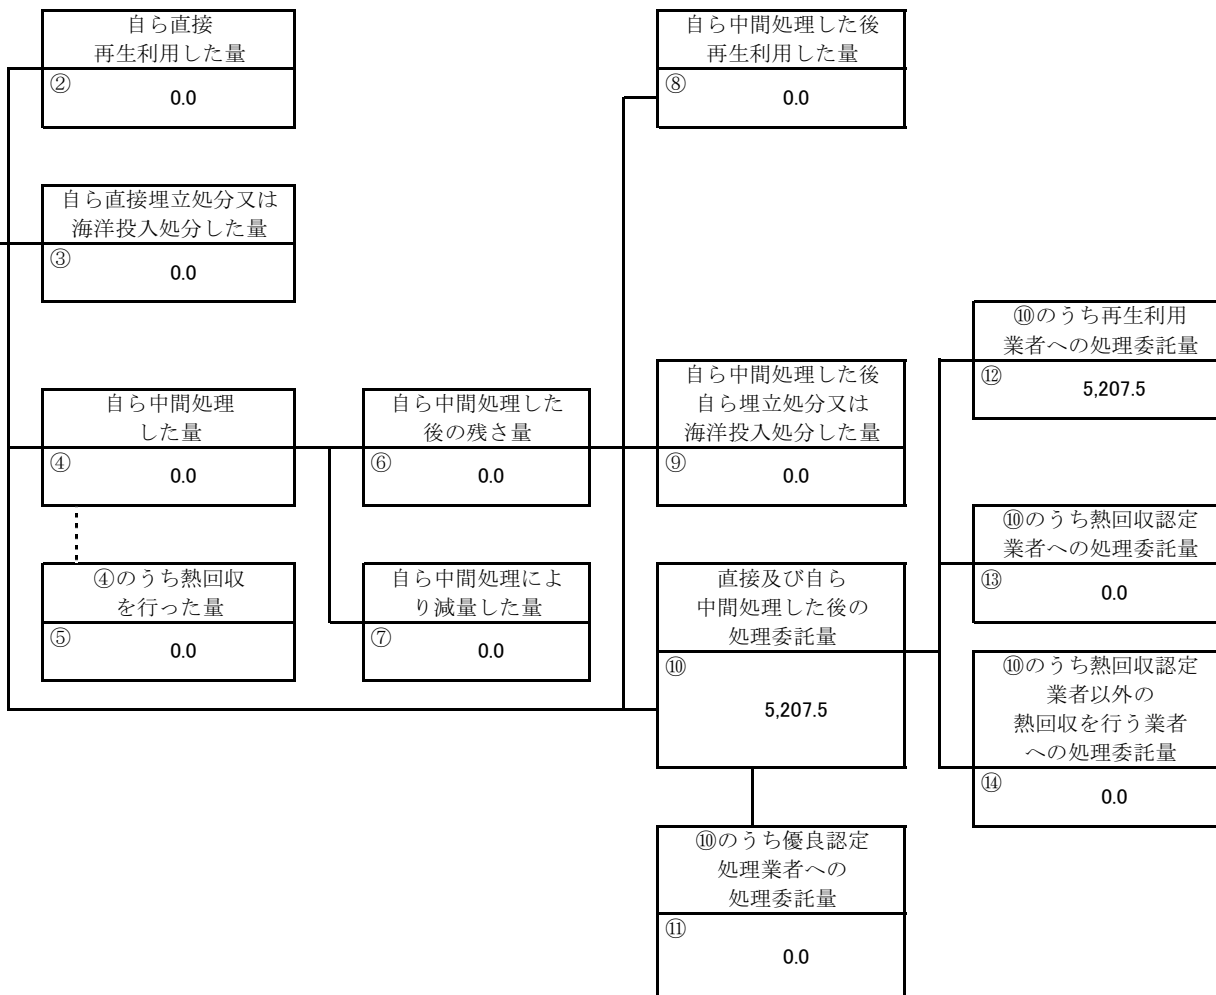 自ら直接
再生利用した量
②
0.0
自ら中間処理した後
再生利用した量
⑧
0.0
自ら直接埋立処分又は
海洋投入処分した量
③
0.0
⑩のうち再生利用
業者への処理委託量
⑫
5,207.5
自ら中間処理
した量
④
0.0
自ら中間処理した
後の残さ量
⑥
0.0
自ら中間処理した後
自ら埋立処分又は
海洋投入処分した量
⑨
0.0
⑩のうち熱回収認定
業者への処理委託量
⑬
0.0
④のうち熱回収
を行った量
⑤
0.0
自ら中間処理によ
り減量した量
⑦
0.0
直接及び自ら
中間処理した後の
処理委託量
⑩
5,207.5
⑩のうち熱回収認定
業者以外の
熱回収を行う業者
への処理委託量
⑭
0.0
⑩のうち優良認定
処理業者への
処理委託量
⑪
0.0